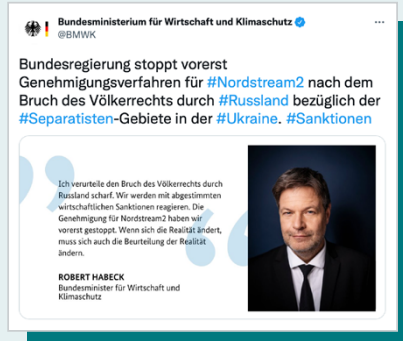 Bundesministerium für Wirtschaft und Klimaschutz
@BMWK
Bundesregierung stoppt vorerst
Genehmigungsverfahren für #Nordstream2 nach dem
Bruch des Völkerrechts durch #Russland bezüglich der
#Separatisten-Gebiete in der #Ukraine. #Sanktionen
Ich verurteile den Bruch des Völkerrechts durch
Russland scharf. Wir werden mit abgestimmten
wirtschaftlichen Sanktionen reagieren. Die
Genehmigung für Nordstream2 haben wir
vorerst gestoppt. Wenn sich die Realität ändert,
muss sich auch die Beurteilung der Realität
ändern.
ROBERT HABECK
Bundesminister für Wirtschaft und
Klimaschutz